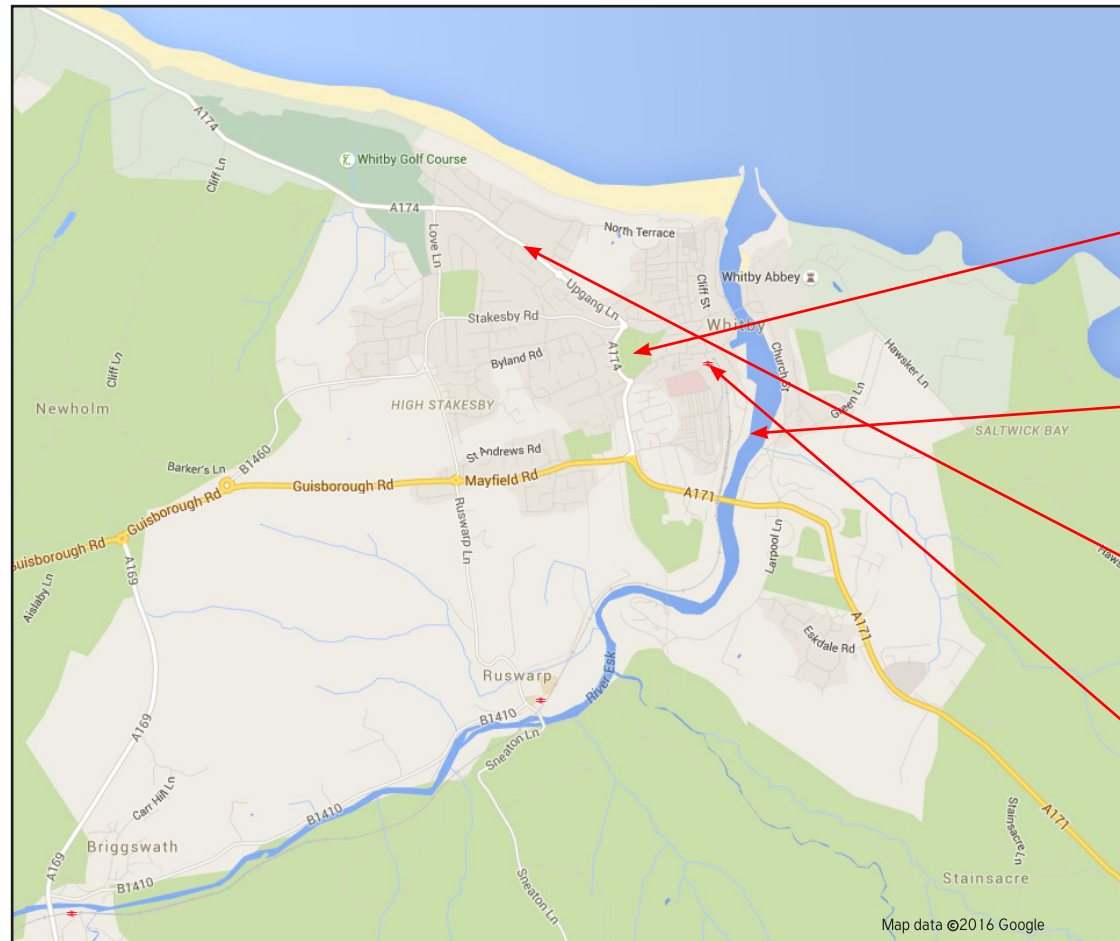 A174
Cliff Ln
Whitby Golf Course
A174
Love Ln
North Terrace
Upgang Ln
Cliff St
Whitby Abbey
Whitby
Stakesby Rd
Byland Rd
A174
Church St
Hawsker Ln
Green Ln
Cliff Ln
Newholm
HIGH STAKESBY
SALTWICK BAY
St Andrews Rd
Barker's Ln
B1460
Guisborough Rd
Guisborough Rd
Mayfield Rd
A171
Guisborough Rd
Ruswarp Ln
Larpool Ln
A169
Aislaby Ln
Eskdale Rd
A171
Ruswarp
River Esk
B1410
Sneaton Ln
A169
Carr Hill Ln
B1410
Briggswath
A169
B1410
Sneaton Ln
A171
Stainsacre Ln
Stainsacre
Map data ©2016 Google